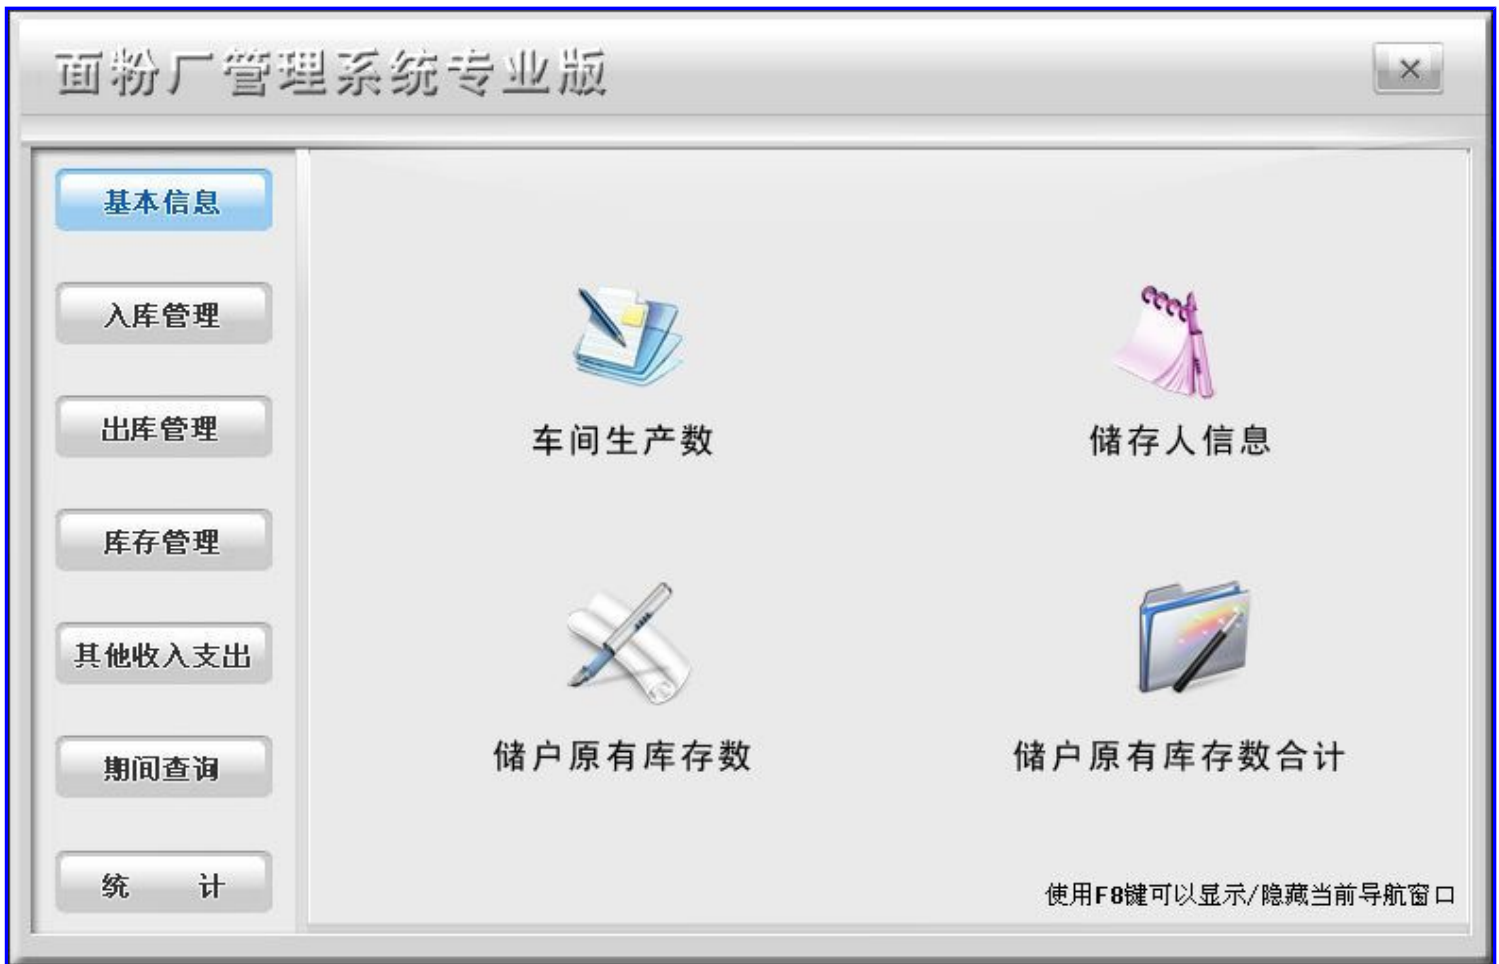 面粉厂管理系统专业版
基本信息
入库管理
出库管理
库存管理
其他收入支出
期间查询
统 计
车间生产数
储存人信息
储户原有库存数
储户原有库存数合计
使用F8键可以显示/隐藏当前导航窗口